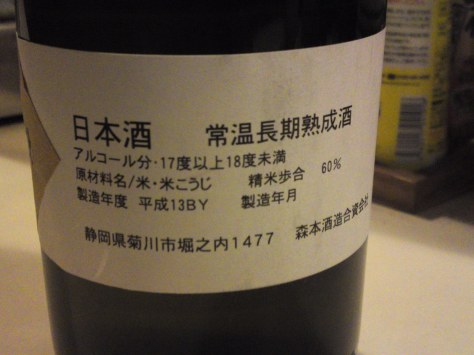 日本酒 常温長期熟成酒
アルコール分・17度以上18度未満
原材料名/米・米こうじ 精米歩合 60%
製造年度 平成13BY 製造年月
静岡県菊川市堀之内1477 森本酒造合資会社